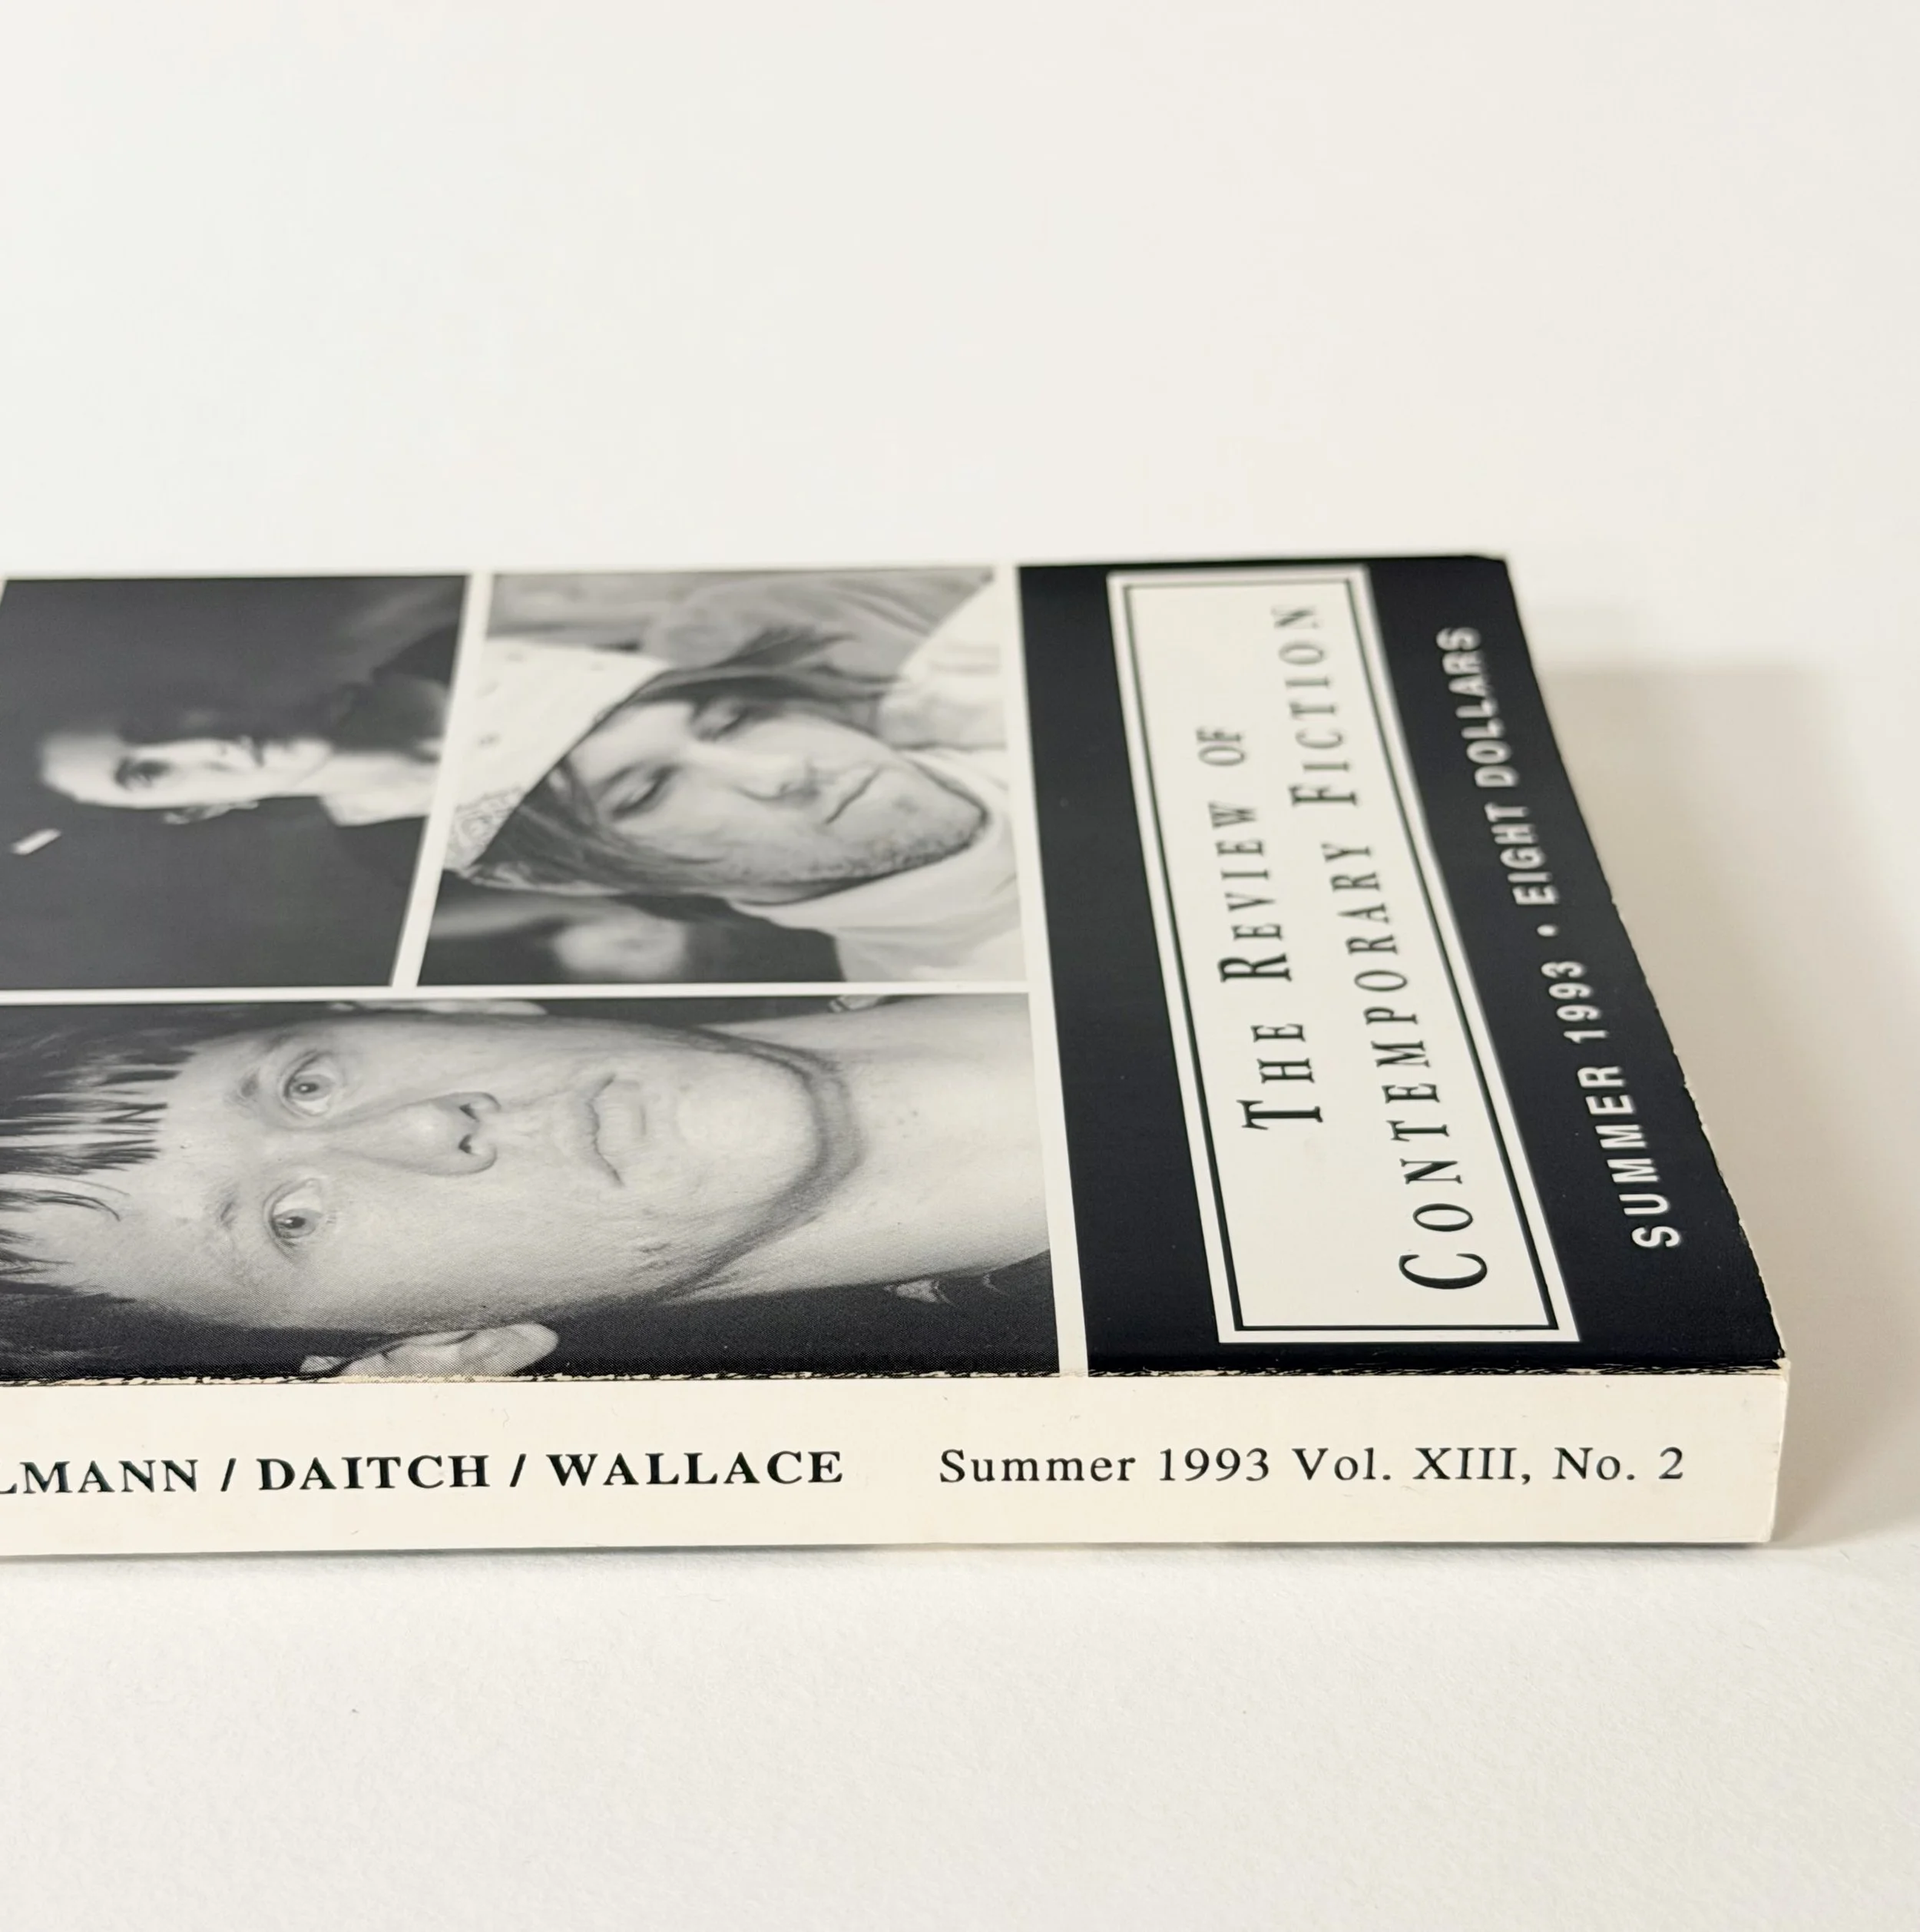 THE REVIEW OF
CONTEMPORARY FICTION
SUMMER 1993 • EIGHT DOLLARS
LMANN / DAITCH / WALLACE Summer 1993 Vol. XIII, No. 2